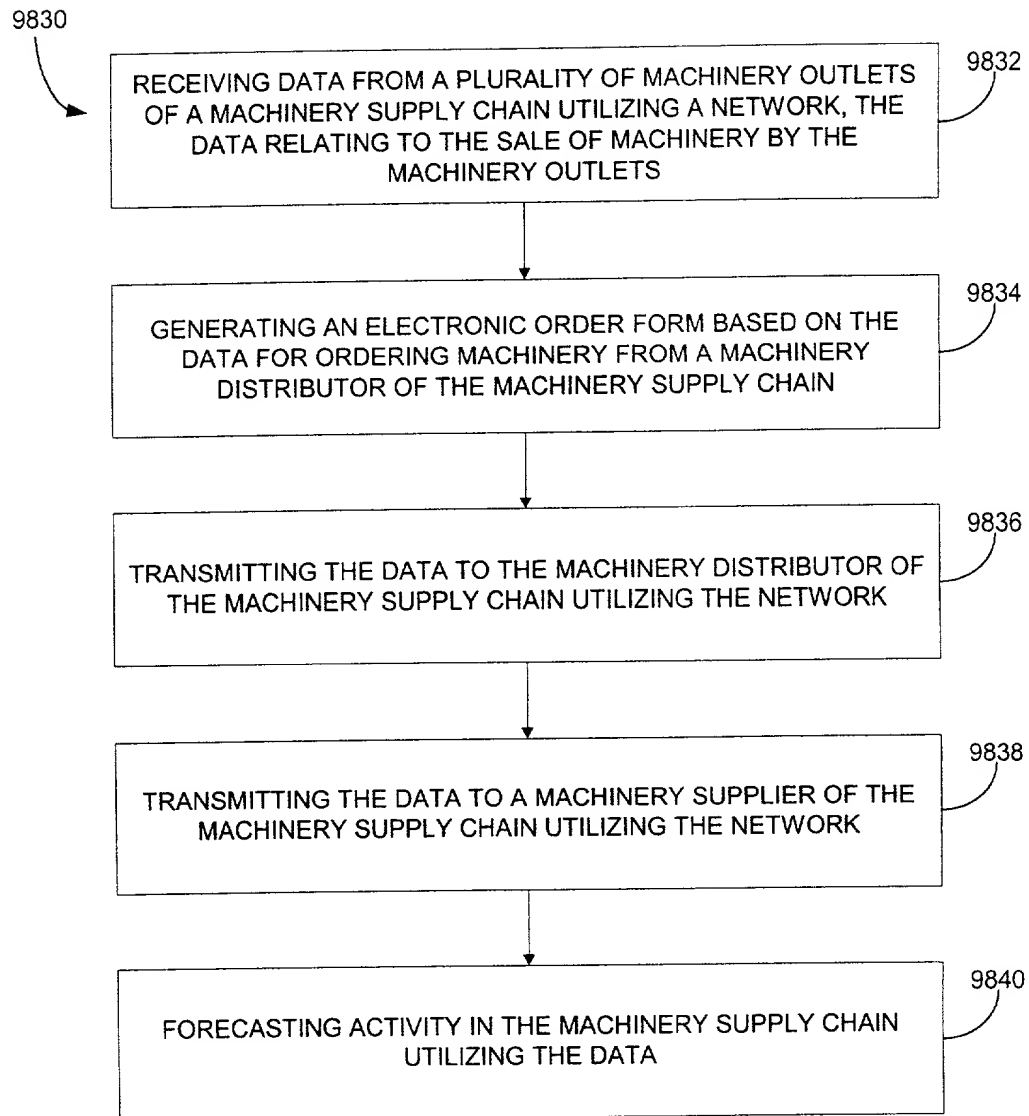 9830
9832
RECEIVING DATA FROM A PLURALITY OF MACHINERY OUTLETS
OF A MACHINERY SUPPLY CHAIN UTILIZING A NETWORK, THE
DATA RELATING TO THE SALE OF MACHINERY BY THE
MACHINERY OUTLETS
9834
GENERATING AN ELECTRONIC ORDER FORM BASED ON THE
DATA FOR ORDERING MACHINERY FROM A MACHINERY
DISTRIBUTOR OF THE MACHINERY SUPPLY CHAIN
9836
TRANSMITTING THE DATA TO THE MACHINERY DISTRIBUTOR OF
THE MACHINERY SUPPLY CHAIN UTILIZING THE NETWORK
9838
TRANSMITTING THE DATA TO A MACHINERY SUPPLIER OF THE
MACHINERY SUPPLY CHAIN UTILIZING THE NETWORK
9840
FORECASTING ACTIVITY IN THE MACHINERY SUPPLY CHAIN
UTILIZING THE DATA